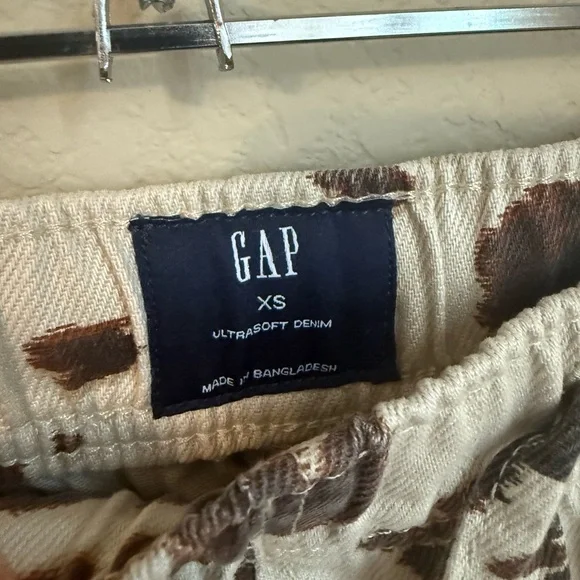 GAP
XS
ULTRASOFT DENIM
MADE IN BANGLADESH